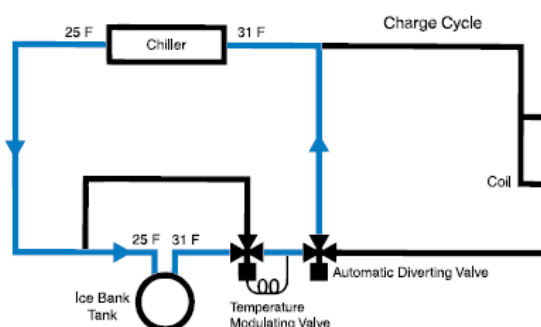 Charge Cycle
25 F
Chiller
31 F
Coil
25 F
31 F
Automatic Diverting Valve
Ice Bank
Tank
Temperature
Modulating Valve